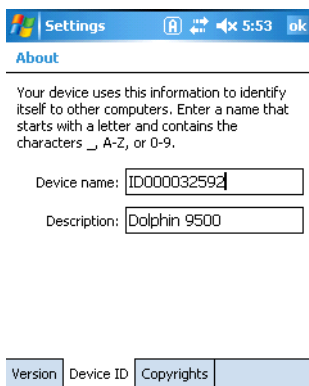 Settings A 5:53 ok
About
Your device uses this information to identify
itself to other computers. Enter a name that
starts with a letter and contains the
characters _, A-Z, or 0-9.
Device name: ID000032592
Description: Dolphin 9500
Version Device ID Copyrights